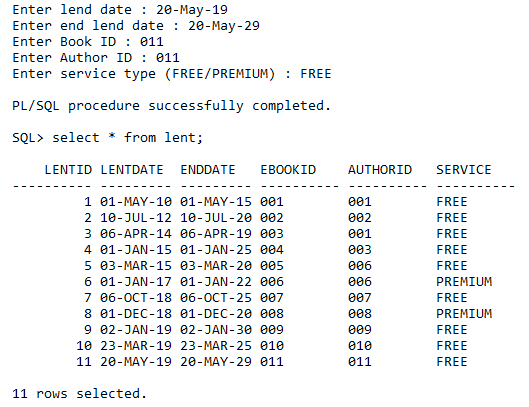 Enter lend date : 20-May-19
Enter end lend date : 20-May-29
Enter Book ID : 011
Enter Author ID : 011
Enter service type (FREE/PREMIUM) : FREE
PL/SQL procedure successfully completed.
SQL> select * from lent;
LENTID LENTDATE ENDDATE EBOOKID AUTHORID SERVICE
---------- --------- --------- ---------- ---------- ----------
1 01-MAY-10 01-MAY-15 001 001 FREE
2 10-JUL-12 10-JUL-20 002 002 FREE
3 06-APR-14 06-APR-19 003 001 FREE
4 01-JAN-15 01-JAN-25 004 003 FREE
5 03-MAR-15 03-MAR-20 005 006 FREE
6 01-JAN-17 01-JAN-22 006 006 PREMIUM
7 06-OCT-18 06-OCT-25 007 007 FREE
8 01-DEC-18 01-DEC-20 008 008 PREMIUM
9 02-JAN-19 02-JAN-30 009 009 FREE
10 23-MAR-19 23-MAR-25 010 010 FREE
11 20-MAY-19 20-MAY-29 011 011 FREE
11 rows selected.